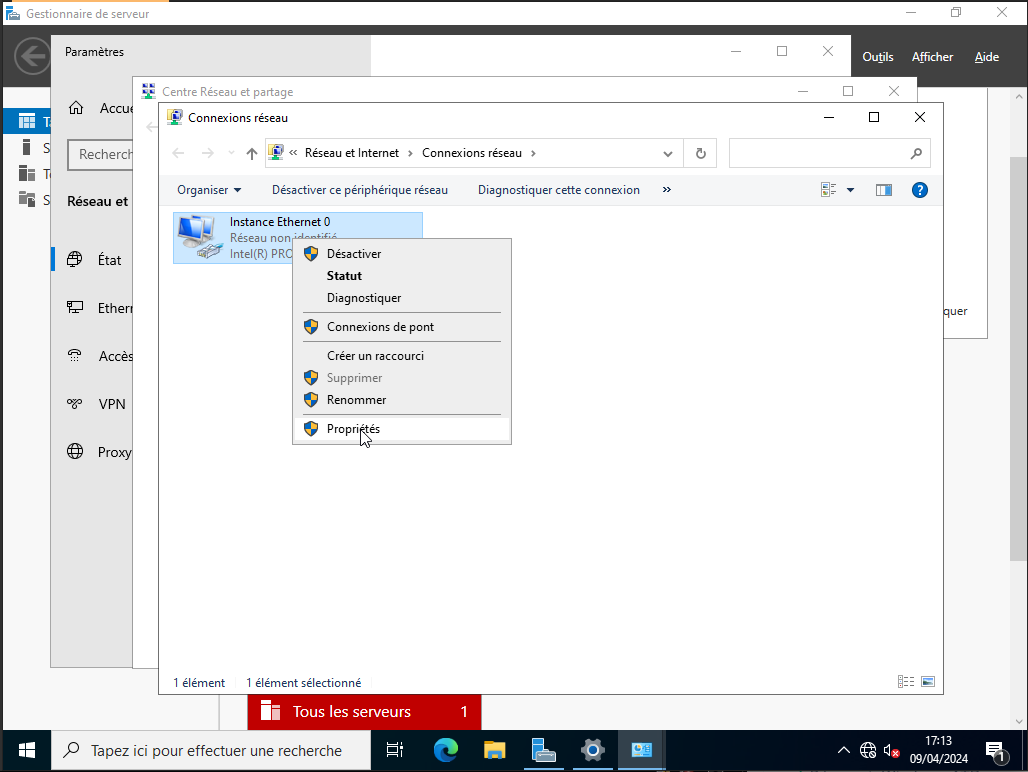 Gestionnaire de serveur
Outils
Afficher
Aide
Paramètres
Centre Réseau et partage
Connexions réseau
Réseau et Internet
Connexions réseau
Organiser
Désactiver ce périphérique réseau
Diagnostiquer cette connexion
»
Instance Ethernet 0
Réseau non identifié
Intel(R) PRO
Désactiver
Statut
Diagnostiquer
Connexions de pont
Créer un raccourci
Supprimer
Renommer
Propriétés
Accue
Recherch
Réseau et
État
Ethern
Accès
VPN
Proxy
quer
1 élément
1 élément sélectionné
Tous les serveurs
1
Tapez ici pour effectuer une recherche
17:13
09/04/2024
1